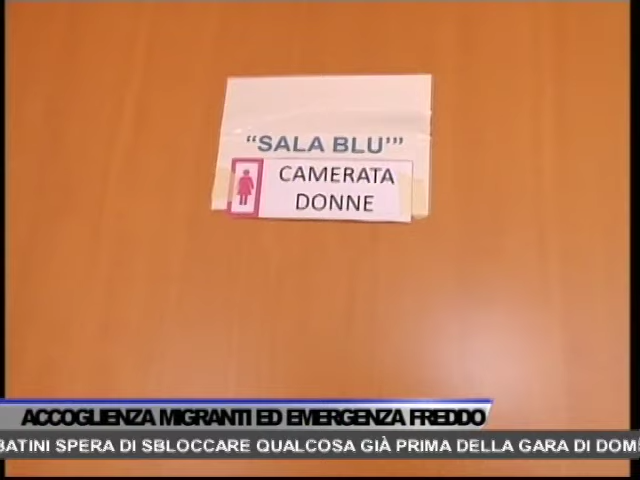 “SALA BLU’”
CAMERATA
DONNE
ACCOGLIENZA MIGRANTI ED EMERGENZA FREDDO
SPERA DI SBLOCCARE QUALCOSA GIÀ PRIMA DELLA GARA DI